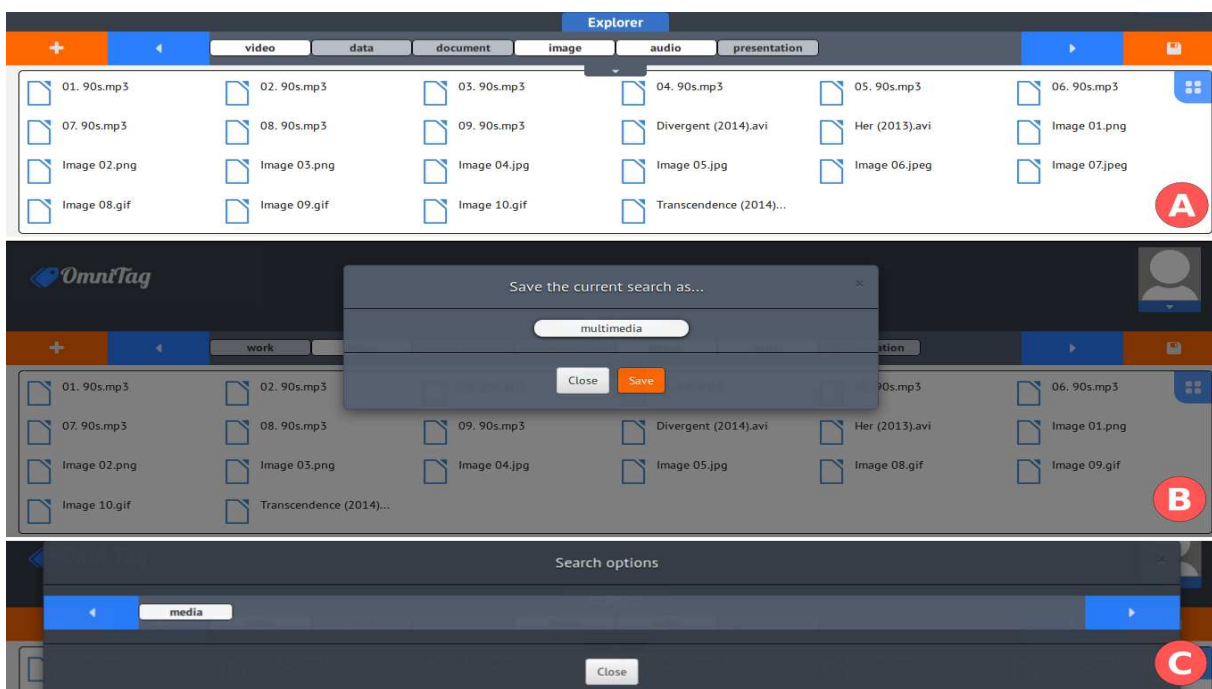 Explorer
video data document image audio presentation
01. 90s.mp3 02. 90s.mp3 03. 90s.mp3 04. 90s.mp3 05. 90s.mp3 06. 90s.mp3
07. 90s.mp3 08. 90s.mp3 09. 90s.mp3 Divergent (2014).avi Her (2013).avi Image 01.png
Image 02.png Image 03.png Image 04.jpg Image 05.jpg Image 06.jpeg Image 07.jpeg
Image 08.gif Image 09.gif Image 10.gif Transcendence (2014)...
A
OmniTag
Save the current search as...
×
multimedia
work
Close Save
01. 90s.mp3 02. 90s.mp3 06. 90s.mp3
07. 90s.mp3 08. 90s.mp3 09. 90s.mp3 Divergent (2014).avi Her (2013).avi Image 01.png
Image 02.png Image 03.png Image 04.jpg Image 05.jpg Image 08.gif Image 09.gif
Image 10.gif Transcendence (2014)...
B
Search options
media
Close
C